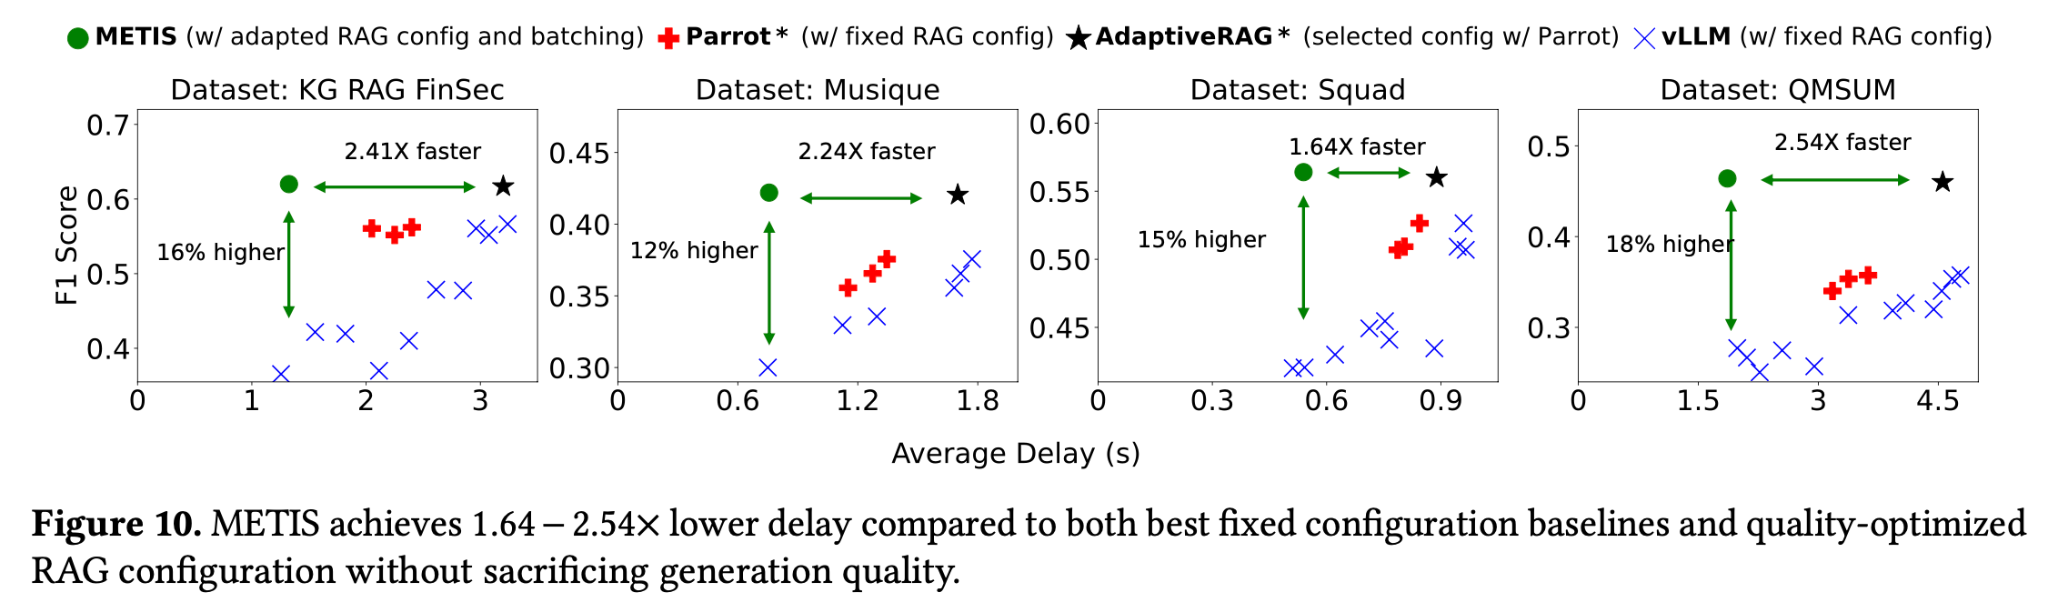 METIS (w/ adapted RAG config and batching) Parrot* (w/ fixed RAG config) AdaptiveRAG* (selected config w/ Parrot) vLLM (w/ fixed RAG config)
Dataset: KG RAG FinSec
F1 Score
0.7
0.6
0.5
0.4
2.41X faster
16% higher
0 1 2 3
Dataset: Musique
0.45
0.40
0.35
0.30
2.24X faster
12% higher
0 0.6 1.2 1.8
Dataset: Squad
0.60
0.55
0.50
0.45
1.64X faster
15% higher
0 0.3 0.6 0.9
Dataset: QMSUM
0.5
0.4
0.3
2.54X faster
18% higher
0 1.5 3 4.5
Average Delay (s)
Figure 10. METIS achieves 1.64 – 2.54× lower delay compared to both best fixed configuration baselines and quality-optimized
RAG configuration without sacrificing generation quality.